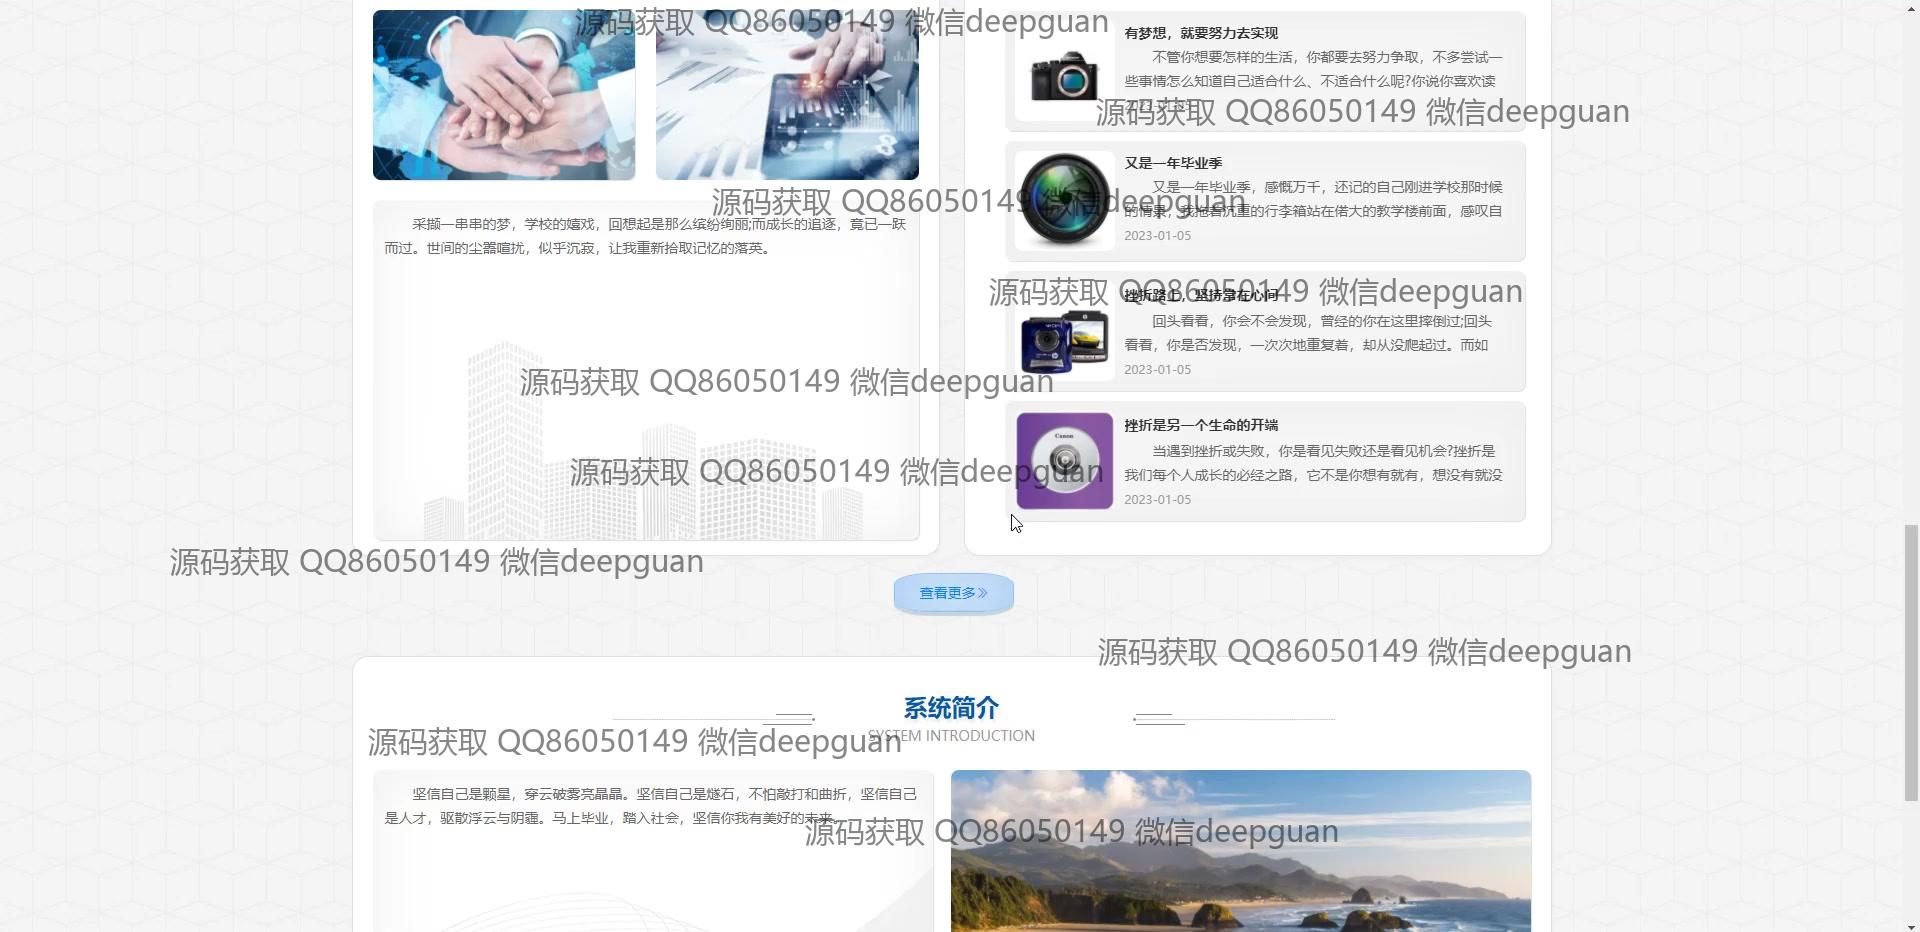 源码获取 QQ86050149 微信deepguan
有梦想，就要努力去实现
不管你想要怎样的生活，你都要去努力争取，不多尝试一
些事情怎么知道自己适合什么、不适合什么呢?你说你喜欢读
源码获取 QQ86050149 微信deepguan
又是一年毕业季
又是一年毕业季，感慨万千，还记的自己刚进学校那时候
的情景，我拖着沉重的行李箱站在偌大的教学楼前面，感叹自
2023-01-05
源码获取 QQ86050149 微信deepguan
采撷一串串的梦，学校的嬉戏，回想起是那么缤纷绚丽;而成长的追逐，竟已一跃
而过。世间的尘嚣喧扰，似乎沉寂，让我重新拾取记忆的落英。
源码获取 QQ86050149 微信deepguan
挫折路上，坚持常在心间
回头看看，你会不会发现，曾经的你在这里摔倒过;回头
看看，你是否发现，一次次地重复着，却从没爬起过。而如
2023-01-05
源码获取 QQ86050149 微信deepguan
Canon
挫折是另一个生命的开端
当遇到挫折或失败，你是看见失败还是看见机会?挫折是
我们每个人成长的必经之路，它不是你想有就有，想没有就没
2023-01-05
源码获取 QQ86050149 微信deepguan
源码获取 QQ86050149 微信deepguan
查看更多
源码获取 QQ86050149 微信deepguan
系统简介
SYSTEM INTRODUCTION
源码获取 QQ86050149 微信deepguan
坚信自己是颗星，穿云破雾亮晶晶。坚信自己是燧石，不怕敲打和曲折，坚信自己
是人才，驱散浮云与阴霾。马上毕业，踏入社会，坚信你我有美好的未来。
源码获取 QQ86050149 微信deepguan